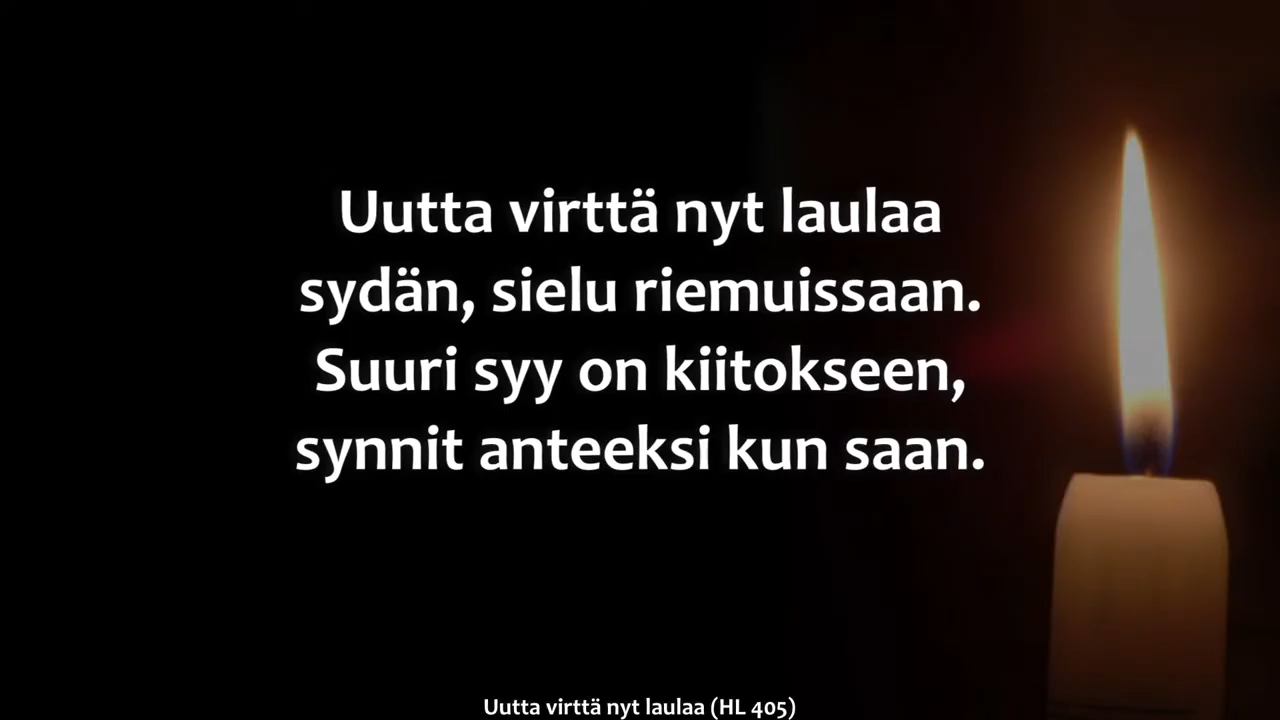 Uutta virttä nyt laulaa
sydän, sielu riemuissaan.
Suuri syy on kiitokseen,
synnit anteeksi kun saan.
Uutta virttä nyt laulaa (HL 405)